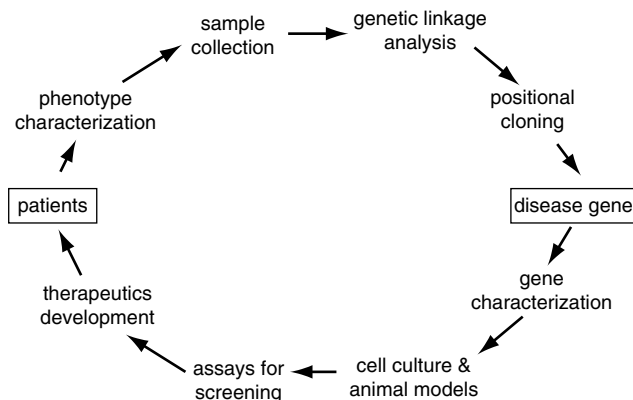 sample
collection
genetic linkage
analysis
phenotype
characterization
positional
cloning
patients
disease gene
therapeutics
development
gene
characterization
assays for
screening
cell culture &
animal models